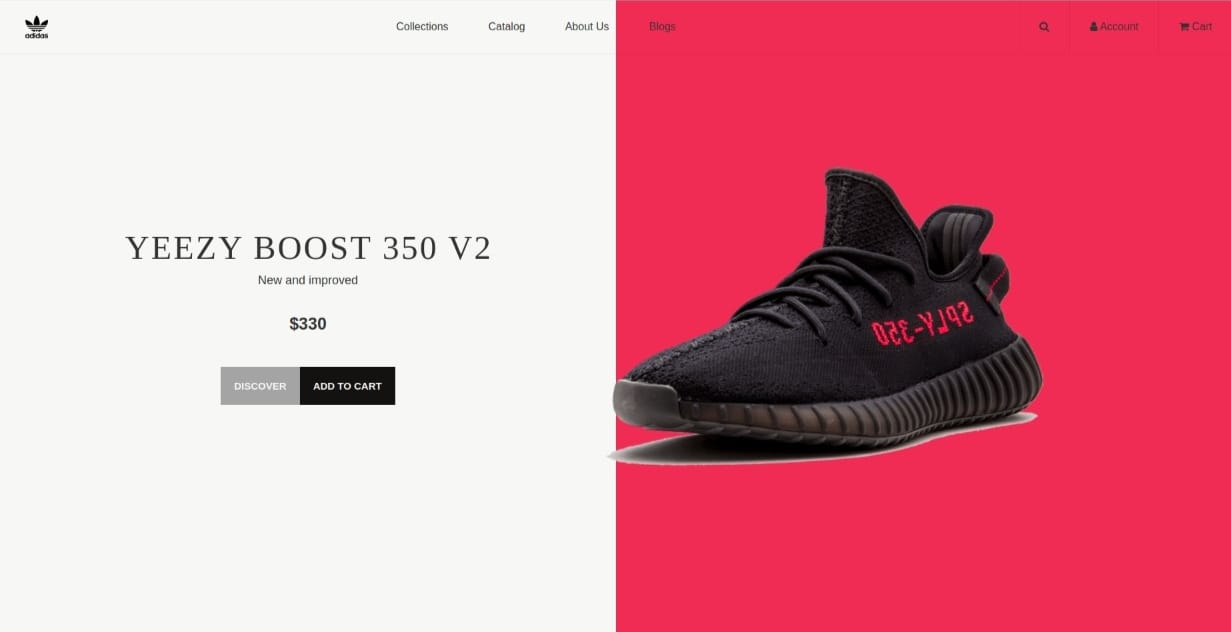 adidas
Collections Catalog About Us Blogs Account Cart
YEEZY BOOST 350 V2
New and improved
$330
DISCOVER ADD TO CART
SPLY-350